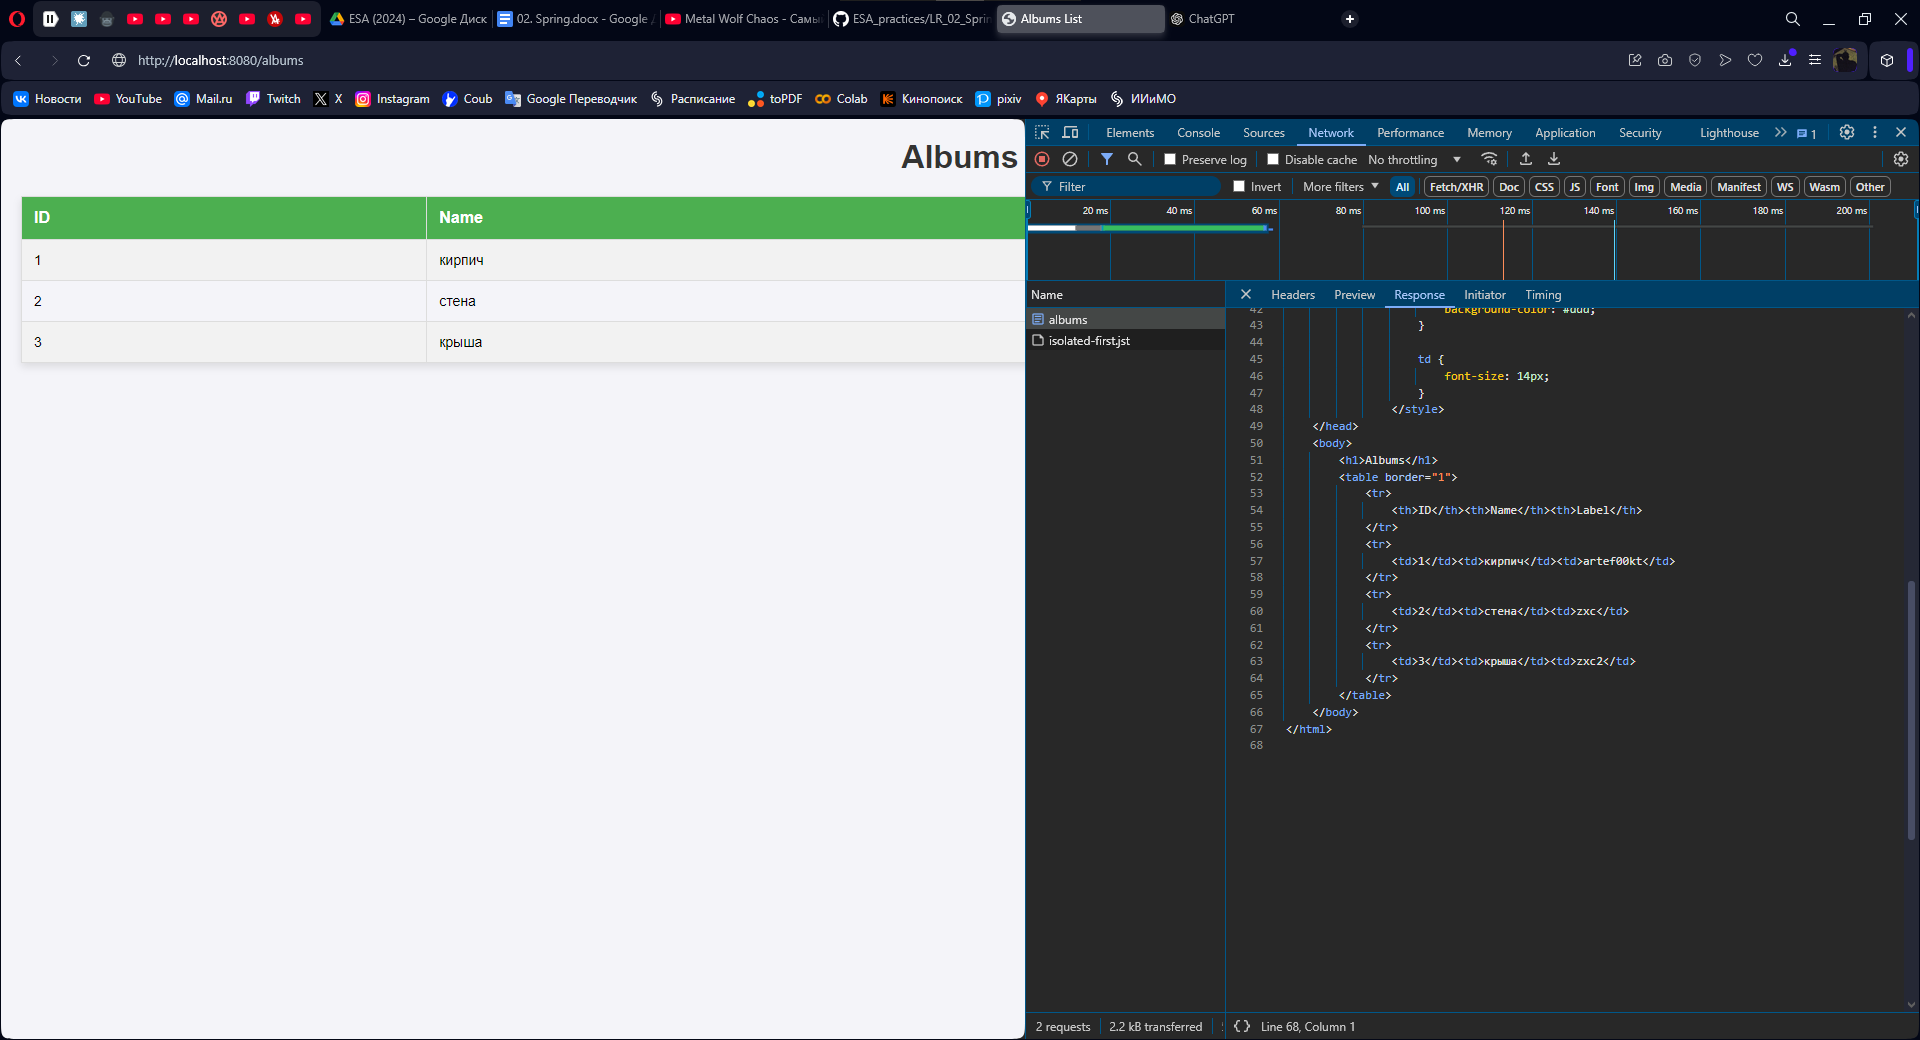 ESA (2024) – Google Диск
02. Spring.docx - Google
Metal Wolf Chaos - Самы
ESA_practices/LR_02_Sprin
Albums List
ChatGPT
http://localhost:8080/albums
Новости
YouTube
Mail.ru
Twitch
X
Instagram
Coub
Google Переводчик
Расписание
toPDF
Colab
Кинопоиск
pixiv
ЯКарты
ИИиМО
Albums
ID Name
1 кирпич
2 стена
3 крыша
Elements Console Sources Network Performance Memory Application Security Lighthouse 1
Preserve log Disable cache No throttling
Filter Invert More filters All Fetch/XHR Doc CSS JS Font Img Media Manifest WS Wasm Other
20 ms 40 ms 60 ms 80 ms 100 ms 120 ms 140 ms 160 ms 180 ms 200 ms
Name
albums
isolated-first.jst
Headers Preview Response Initiator Timing
42 background-color: #ddd;
43 }
44
45 td {
46 font-size: 14px;
47 }
48 </style>
49 </head>
50 <body>
51 <h1>Albums</h1>
52 <table border="1">
53 <tr>
54 <th>ID</th><th>Name</th><th>Label</th>
55 </tr>
56 <tr>
57 <td>1</td><td>кирпич</td><td>artef00kt</td>
58 </tr>
59 <tr>
60 <td>2</td><td>стена</td><td>zxc</td>
61 </tr>
62 <tr>
63 <td>3</td><td>крыша</td><td>zxc2</td>
64 </tr>
65 </table>
66 </body>
67 </html>
68
2 requests 2.2 kB transferred
{} Line 68, Column 1